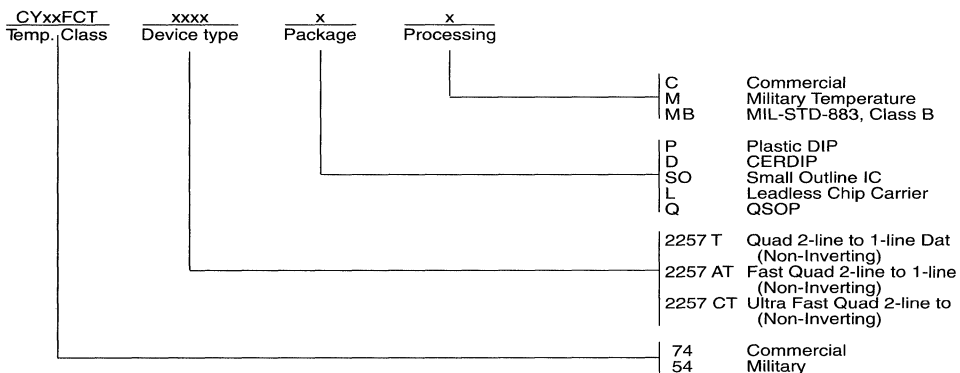 CYxxFCT xxxx x x
Temp. Class Device type Package Processing
C Commercial
M Military Temperature
MB MIL-STD-883, Class B
P Plastic DIP
D CERDIP
SO Small Outline IC
L Leadless Chip Carrier
Q QSOP
2257 T Quad 2-line to 1-line Dat
(Non-Inverting)
2257 AT Fast Quad 2-line to 1-line
(Non-Inverting)
2257 CT Ultra Fast Quad 2-line to
(Non-Inverting)
74 Commercial
54 Military